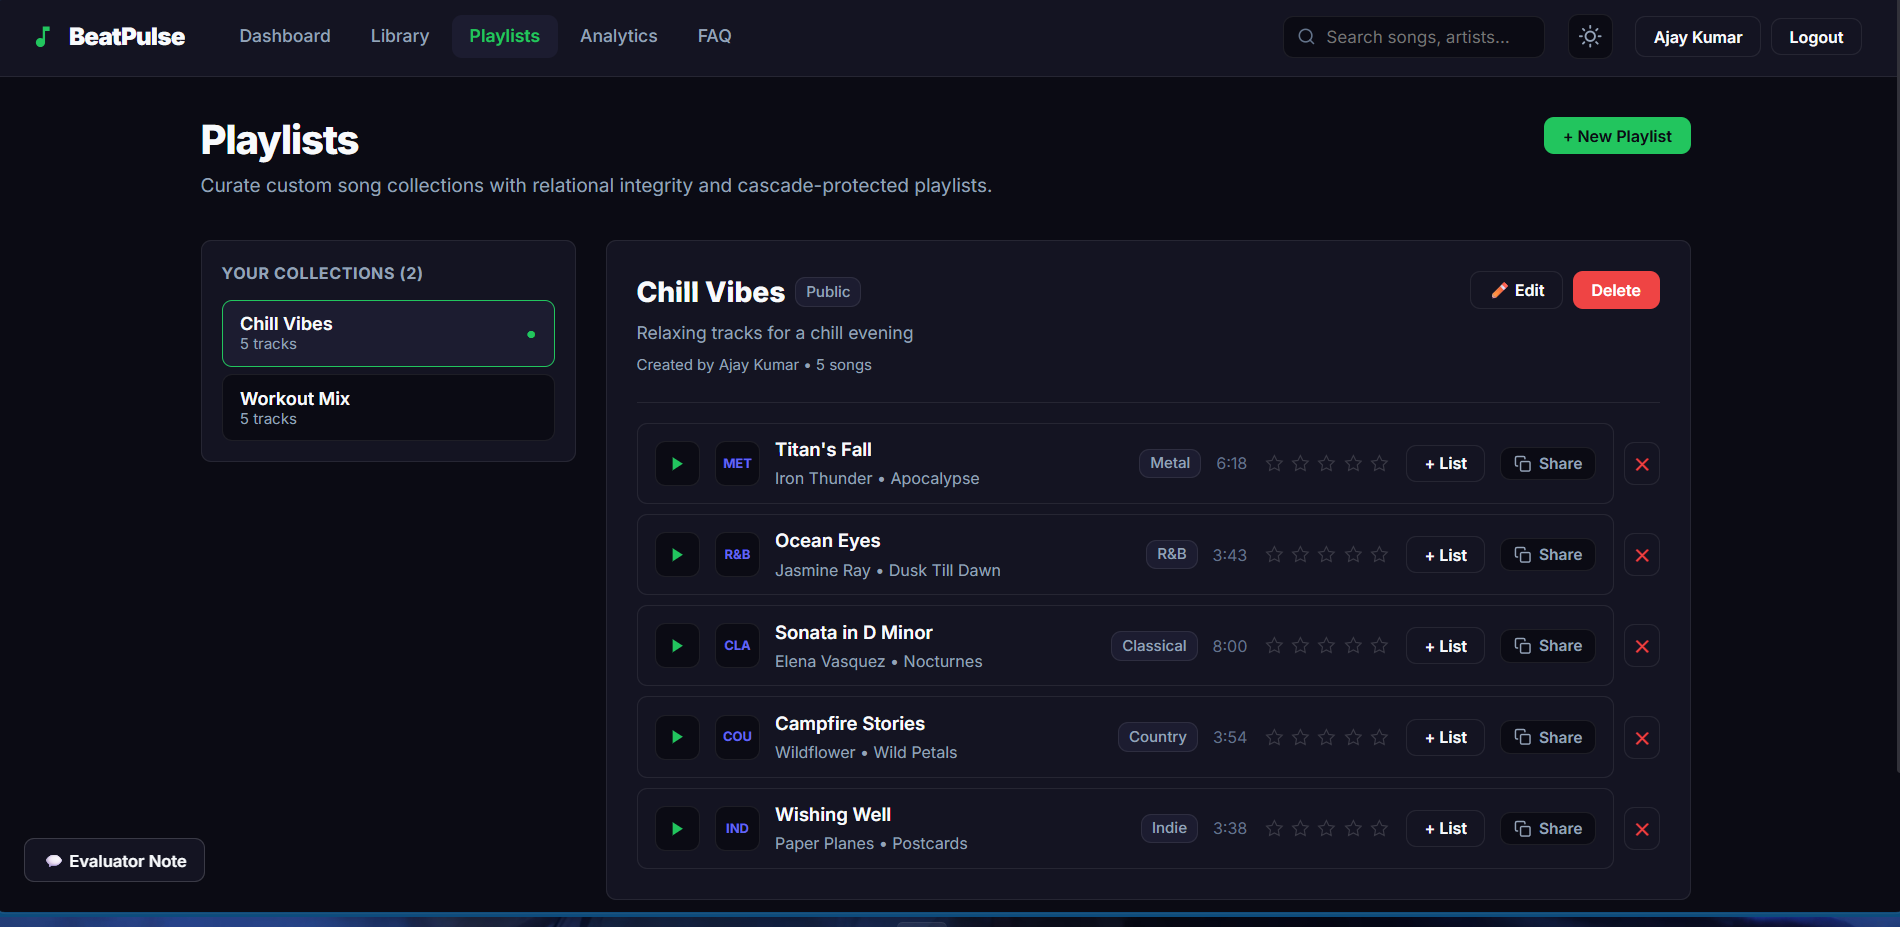 BeatPulse
Dashboard
Library
Playlists
Analytics
FAQ
Search songs, artists...
Ajay Kumar
Logout
Playlists
Curate custom song collections with relational integrity and cascade-protected playlists.
+ New Playlist
YOUR COLLECTIONS (2)
Chill Vibes
5 tracks
Workout Mix
5 tracks
Chill Vibes
Public
Edit
Delete
Relaxing tracks for a chill evening
Created by Ajay Kumar • 5 songs
MET
Titan's Fall
Iron Thunder • Apocalypse
Metal
6:18
+ List
Share
R&B
Ocean Eyes
Jasmine Ray • Dusk Till Dawn
R&B
3:43
+ List
Share
CLA
Sonata in D Minor
Elena Vasquez • Nocturnes
Classical
8:00
+ List
Share
COU
Campfire Stories
Wildflower • Wild Petals
Country
3:54
+ List
Share
IND
Wishing Well
Paper Planes • Postcards
Indie
3:38
+ List
Share
Evaluator Note